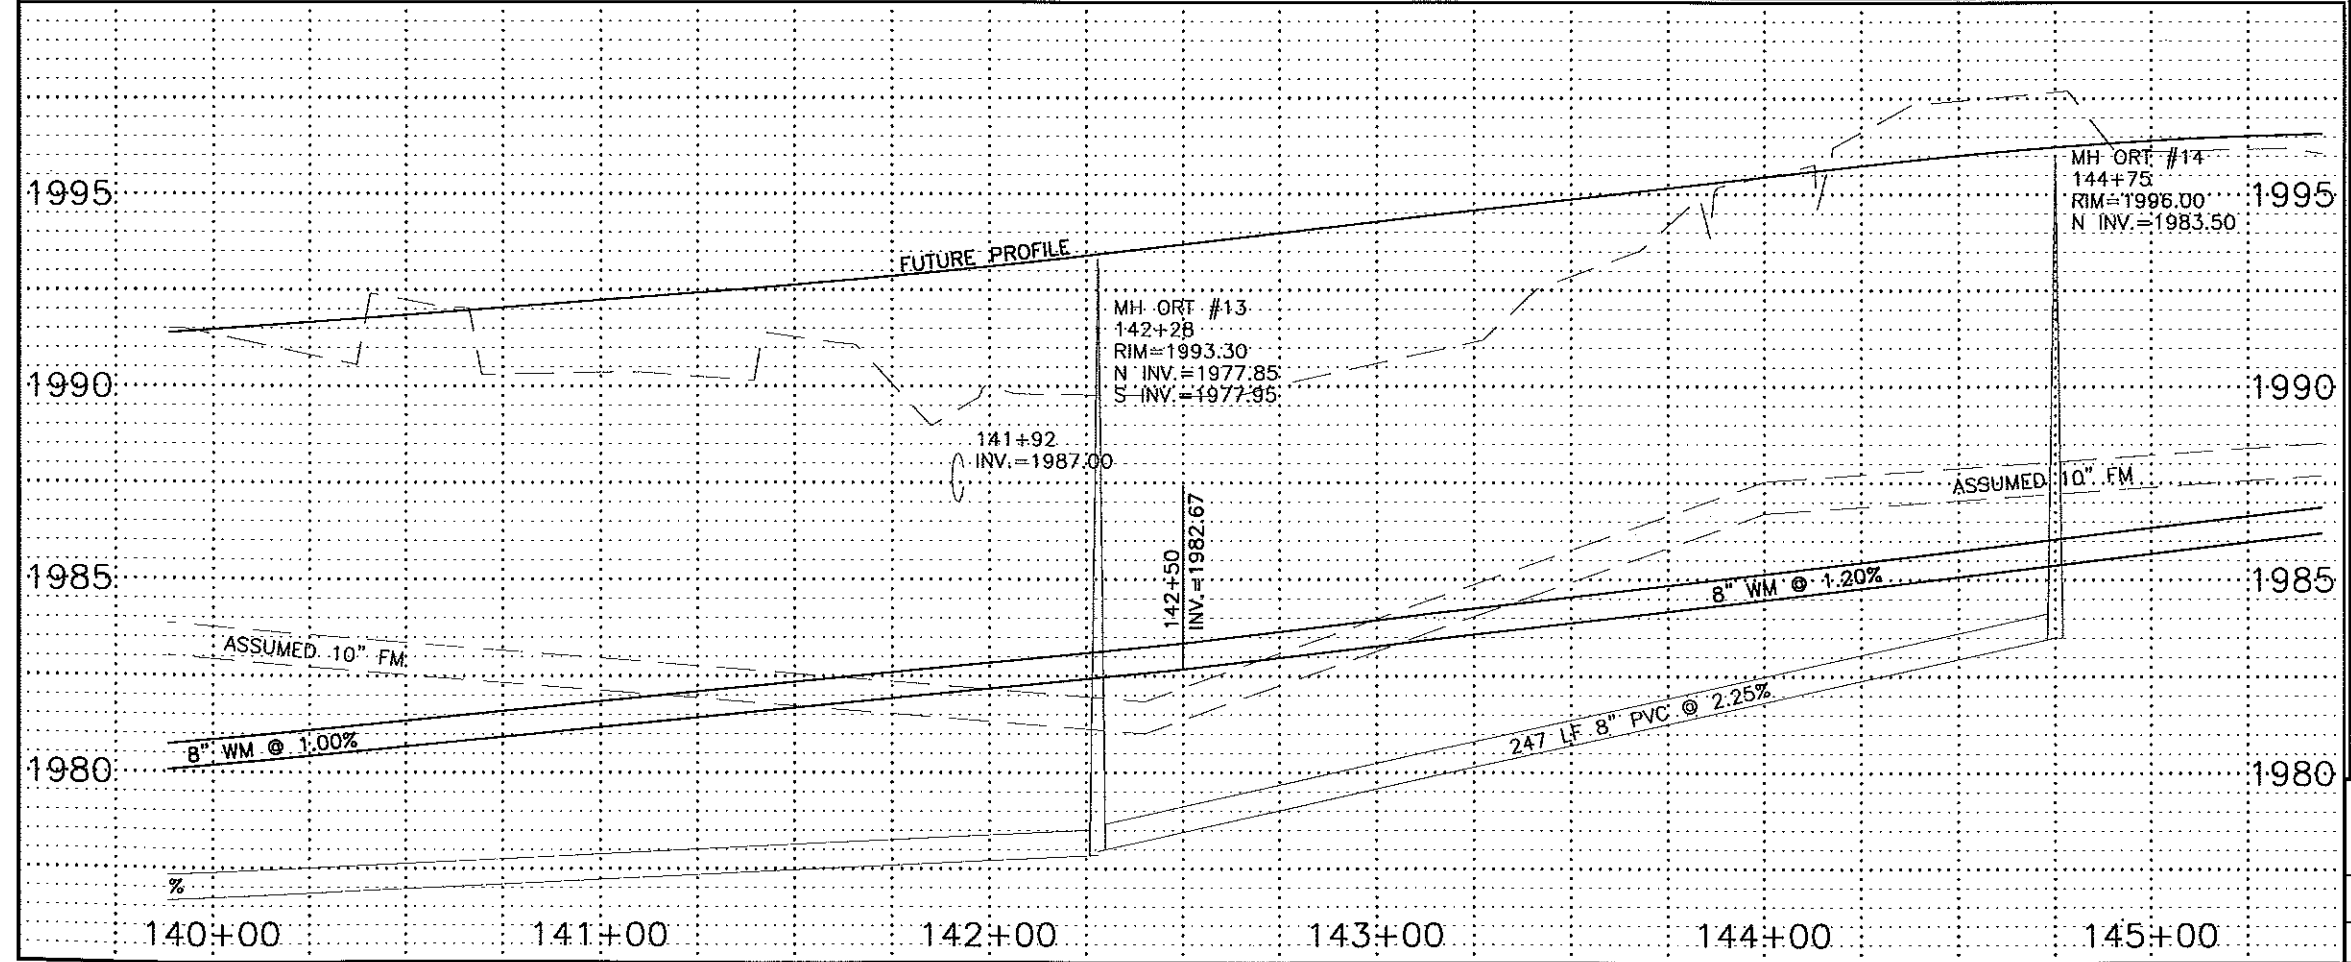 1995
1990
1985
1980
FUTURE PROFILE
MH ORT #13
142+28
RIM=1993.30
N INV.=1977.85
S INV.=1977.95
141+92
INV.=1987.00
142+50
INV.=1982.67
MH ORT #14
144+75
RIM=1996.00
N INV.=1983.50
1995
1990
1985
1980
ASSUMED 10" FM
ASSUMED 10" FM
8" WM @ 1.00%
8" WM @ 1.20%
247 LF 8" PVC @ 2.25%
%
140+00
141+00
142+00
143+00
144+00
145+00